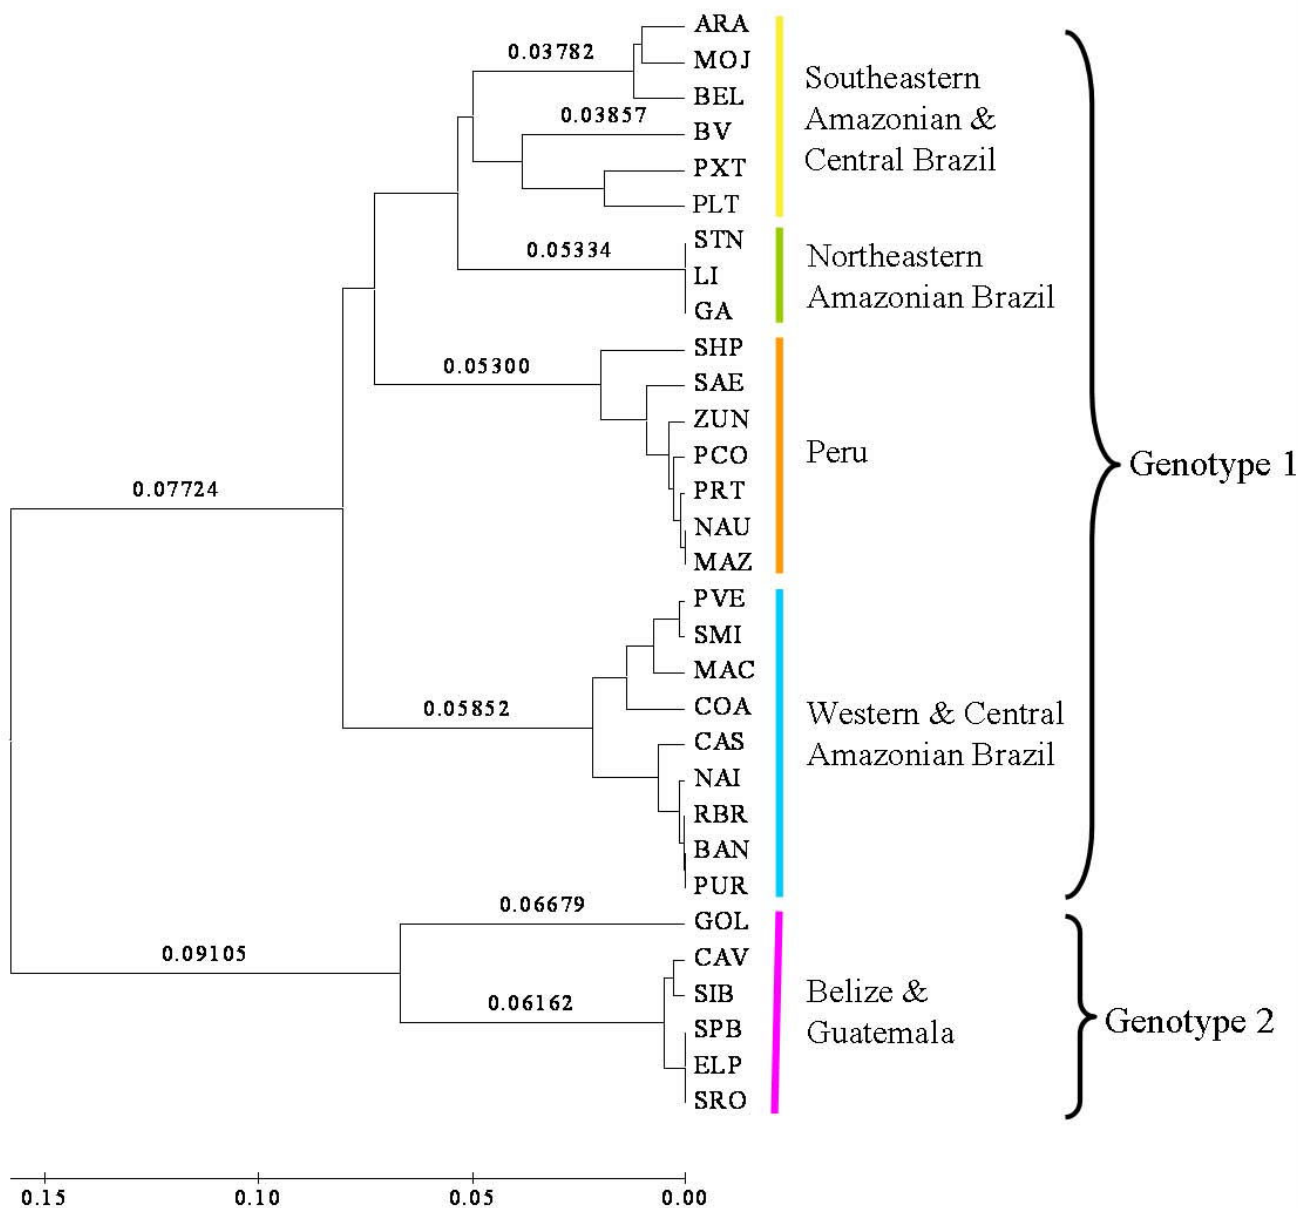 ARA
0.03782
MOJ
BEL
0.03857
BV
PXT
PLT
Southeastern
Amazonian &
Central Brazil
STN
0.05334
LI
GA
Northeastern
Amazonian Brazil
SHP
0.05300
SAE
ZUN
PCO
PRT
NAU
MAZ
Peru
Genotype 1
0.07724
PVE
SMI
MAC
COA
0.05852
CAS
NAI
RBR
BAN
PUR
Western & Central
Amazonian Brazil
0.06679
GOL
0.09105
CAV
SIB
0.06162
SPB
ELP
SRO
Belize &
Guatemala
Genotype 2
0.15 0.10 0.05 0.00